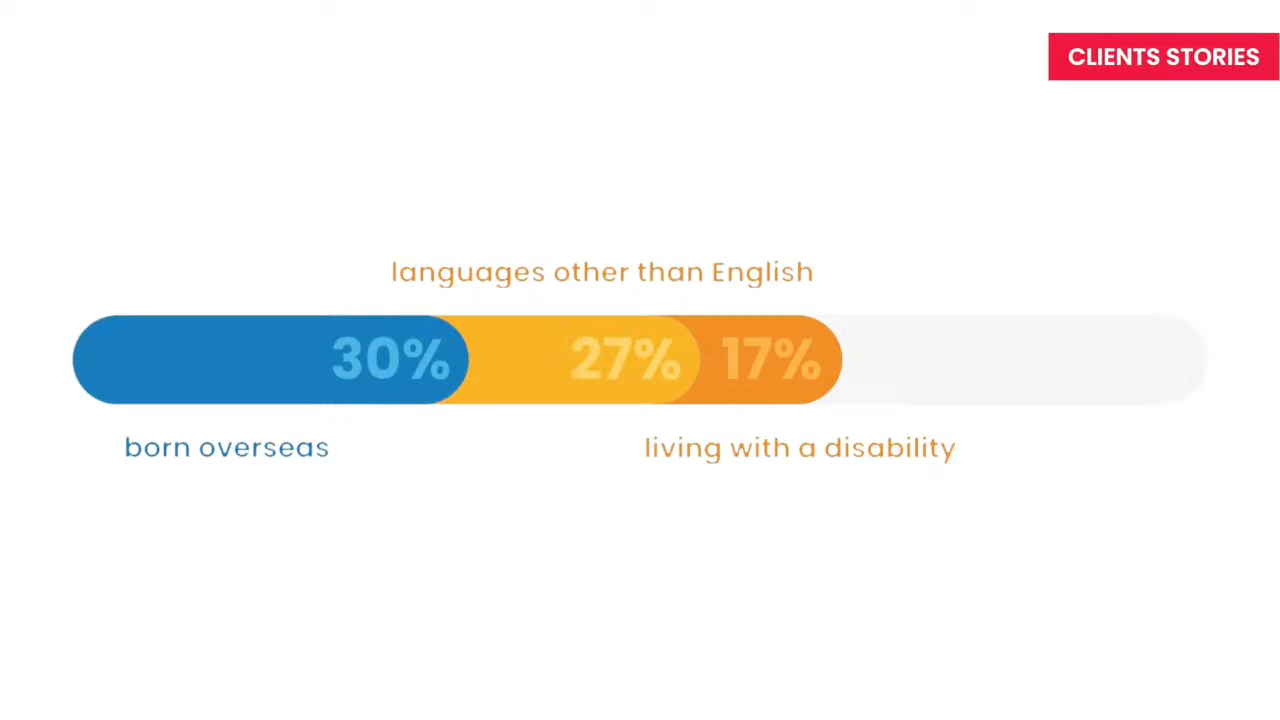 CLIENTS STORIES
languages other than English
30%
27%
17%
born overseas
living with a disability